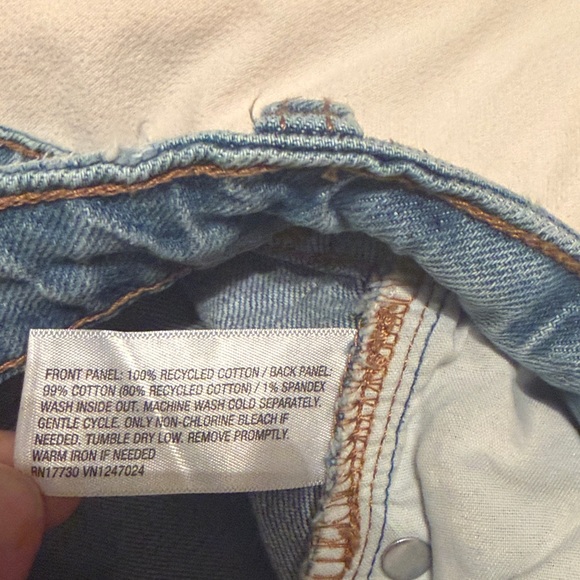 FRONT PANEL: 100% RECYCLED COTTON / BACK PANEL:
99% COTTON (80% RECYCLED COTTON) / 1% SPANDEX
WASH INSIDE OUT. MACHINE WASH COLD SEPARATELY.
GENTLE CYCLE. ONLY NON-CHLORINE BLEACH IF
NEEDED. TUMBLE DRY LOW. REMOVE PROMPTLY.
WARM IRON IF NEEDED
RN17730 VN1247024